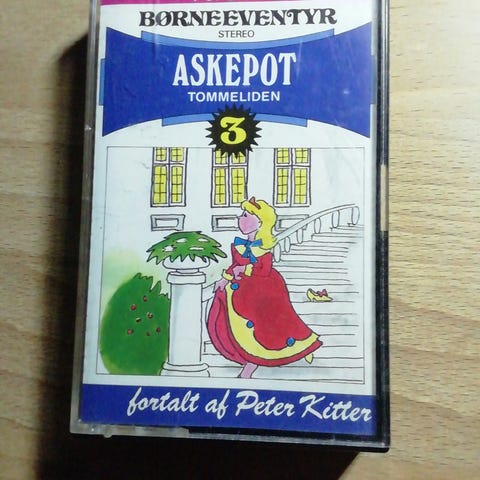 BØRNEEVENTYR
STEREO
ASKEPOT
TOMMELIDEN
3
fortalt af Peter Kitter